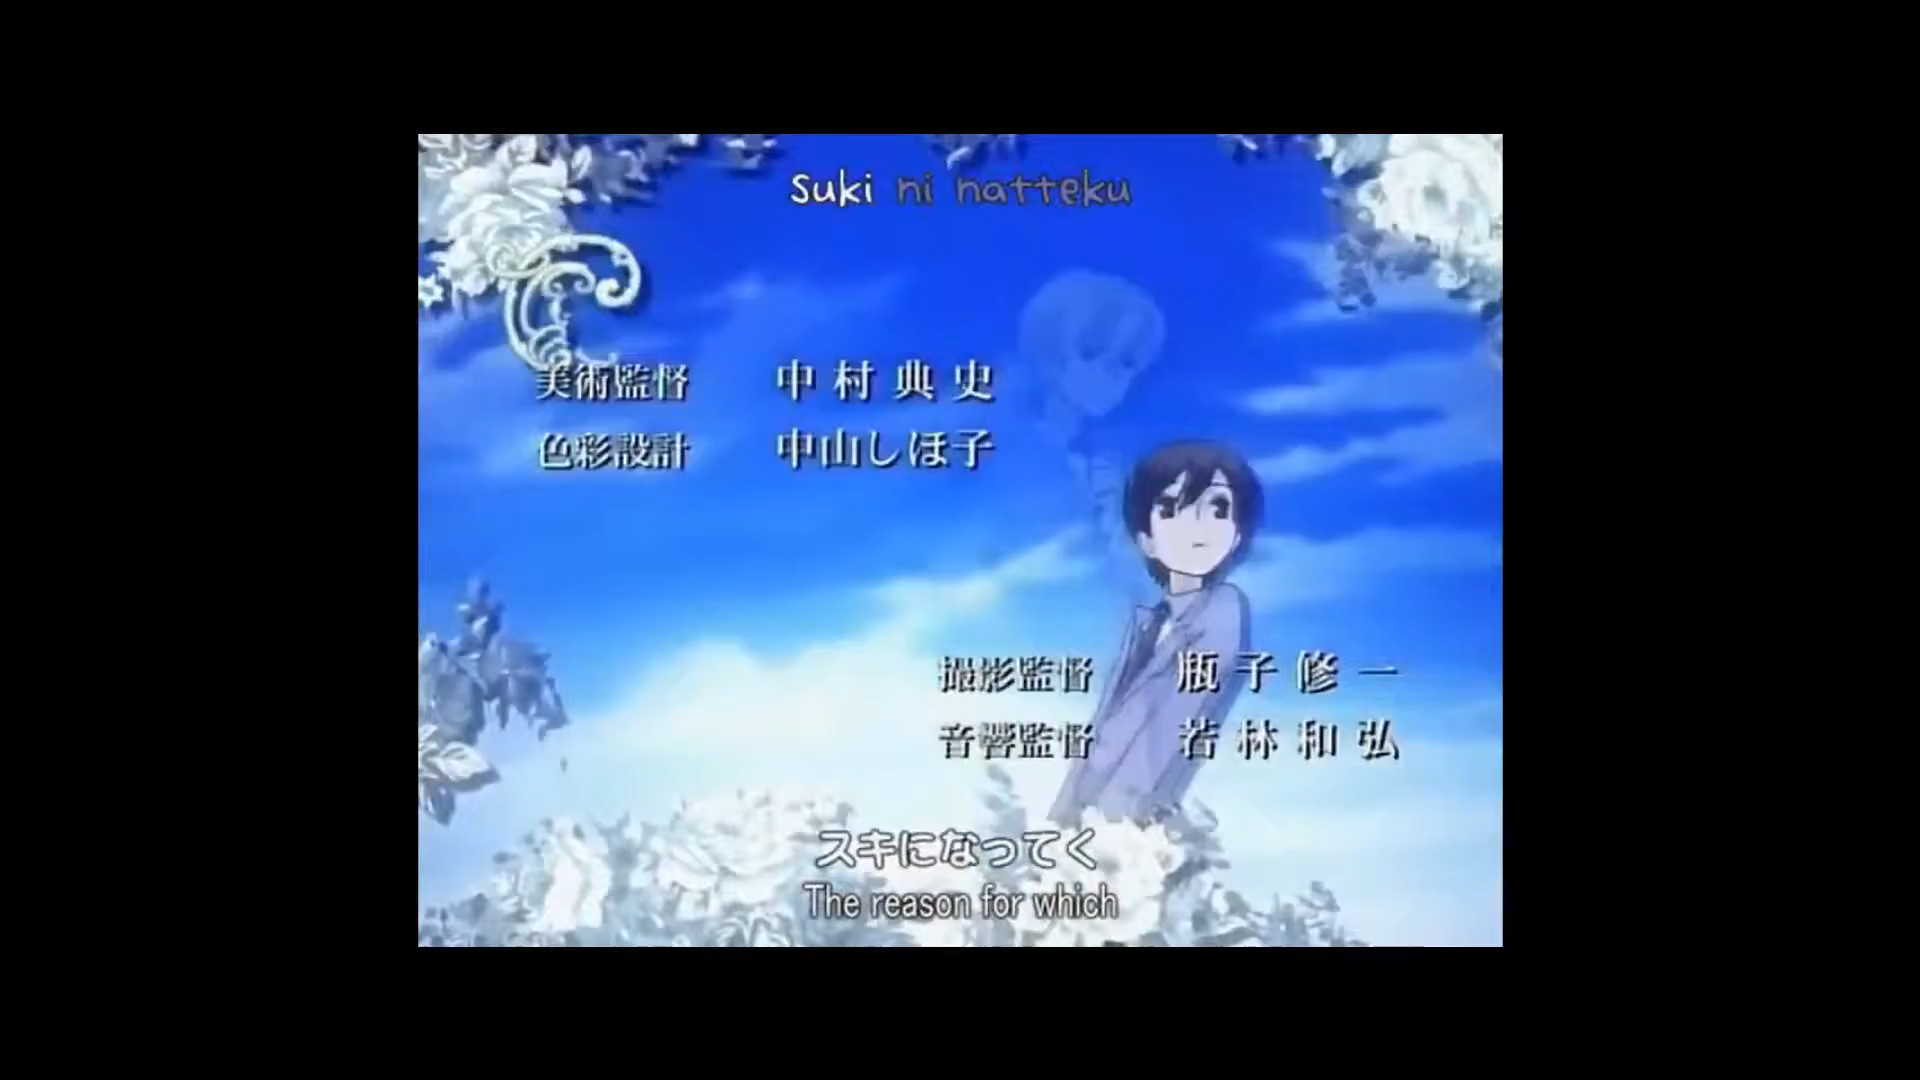 Suki ni natteku
美術監督 中村典史
色彩設計 中山しほ子
撮影監督 瓶子修一
音響監督 若林和弘
スキになってく
The reason for which